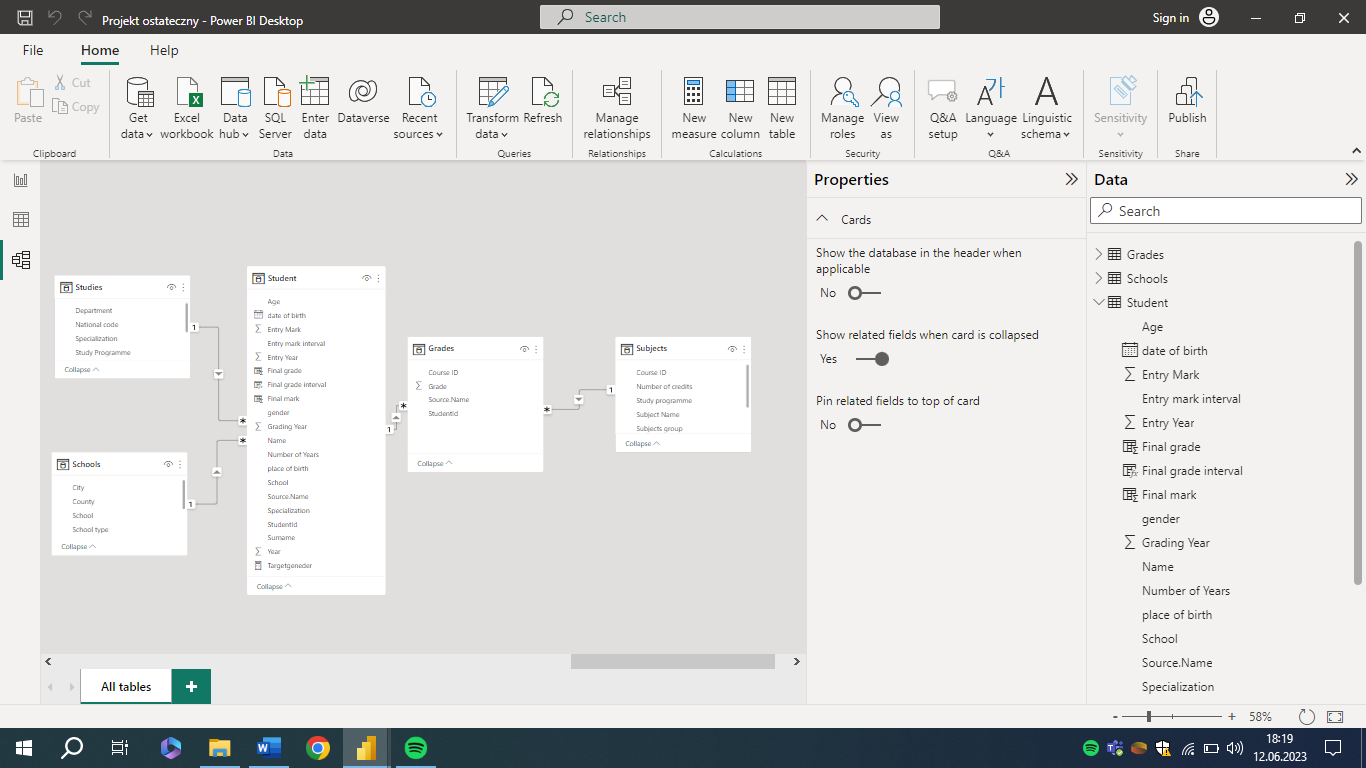 Projekt ostateczny - Power BI Desktop
Search
Sign in
File
Home
Help
Paste
Cut
Copy
Clipboard
Get
data
Excel
workbook
Data
hub
SQL
Server
Enter
data
Dataverse
Recent
sources
Data
Transform
data
Refresh
Queries
Manage
relationships
Relationships
New
measure
New
column
New
table
Calculations
Manage
roles
View
as
Security
Q&A
setup
Language
Linguistic
schema
Q&A
Sensitivity
Sensitivity
Publish
Share
Studies
Department
National code
Specialization
Study Programme
Collapse
1
*
Schools
City
County
School
School type
Collapse
1
*
Student
Age
date of birth
Entry Mark
Entry mark interval
Entry Year
Final grade
Final grade interval
Final mark
gender
Grading Year
Name
Number of Years
place of birth
School
Source.Name
Specialization
StudentId
Surname
Year
Targetgeneder
Collapse
1
*
Grades
Course ID
Grade
Source.Name
StudentId
Collapse
*
1
Subjects
Course ID
Number of credits
Study programme
Subject Name
Subjects group
Collapse
All tables
+
Properties
Cards
Show the database in the header when
applicable
No
Show related fields when card is collapsed
Yes
Pin related fields to top of card
No
Data
Search
Grades
Schools
Student
Age
date of birth
Entry Mark
Entry mark interval
Entry Year
Final grade
Final grade interval
Final mark
gender
Grading Year
Name
Number of Years
place of birth
School
Source.Name
Specialization
- + 58%
18:19
12.06.2023